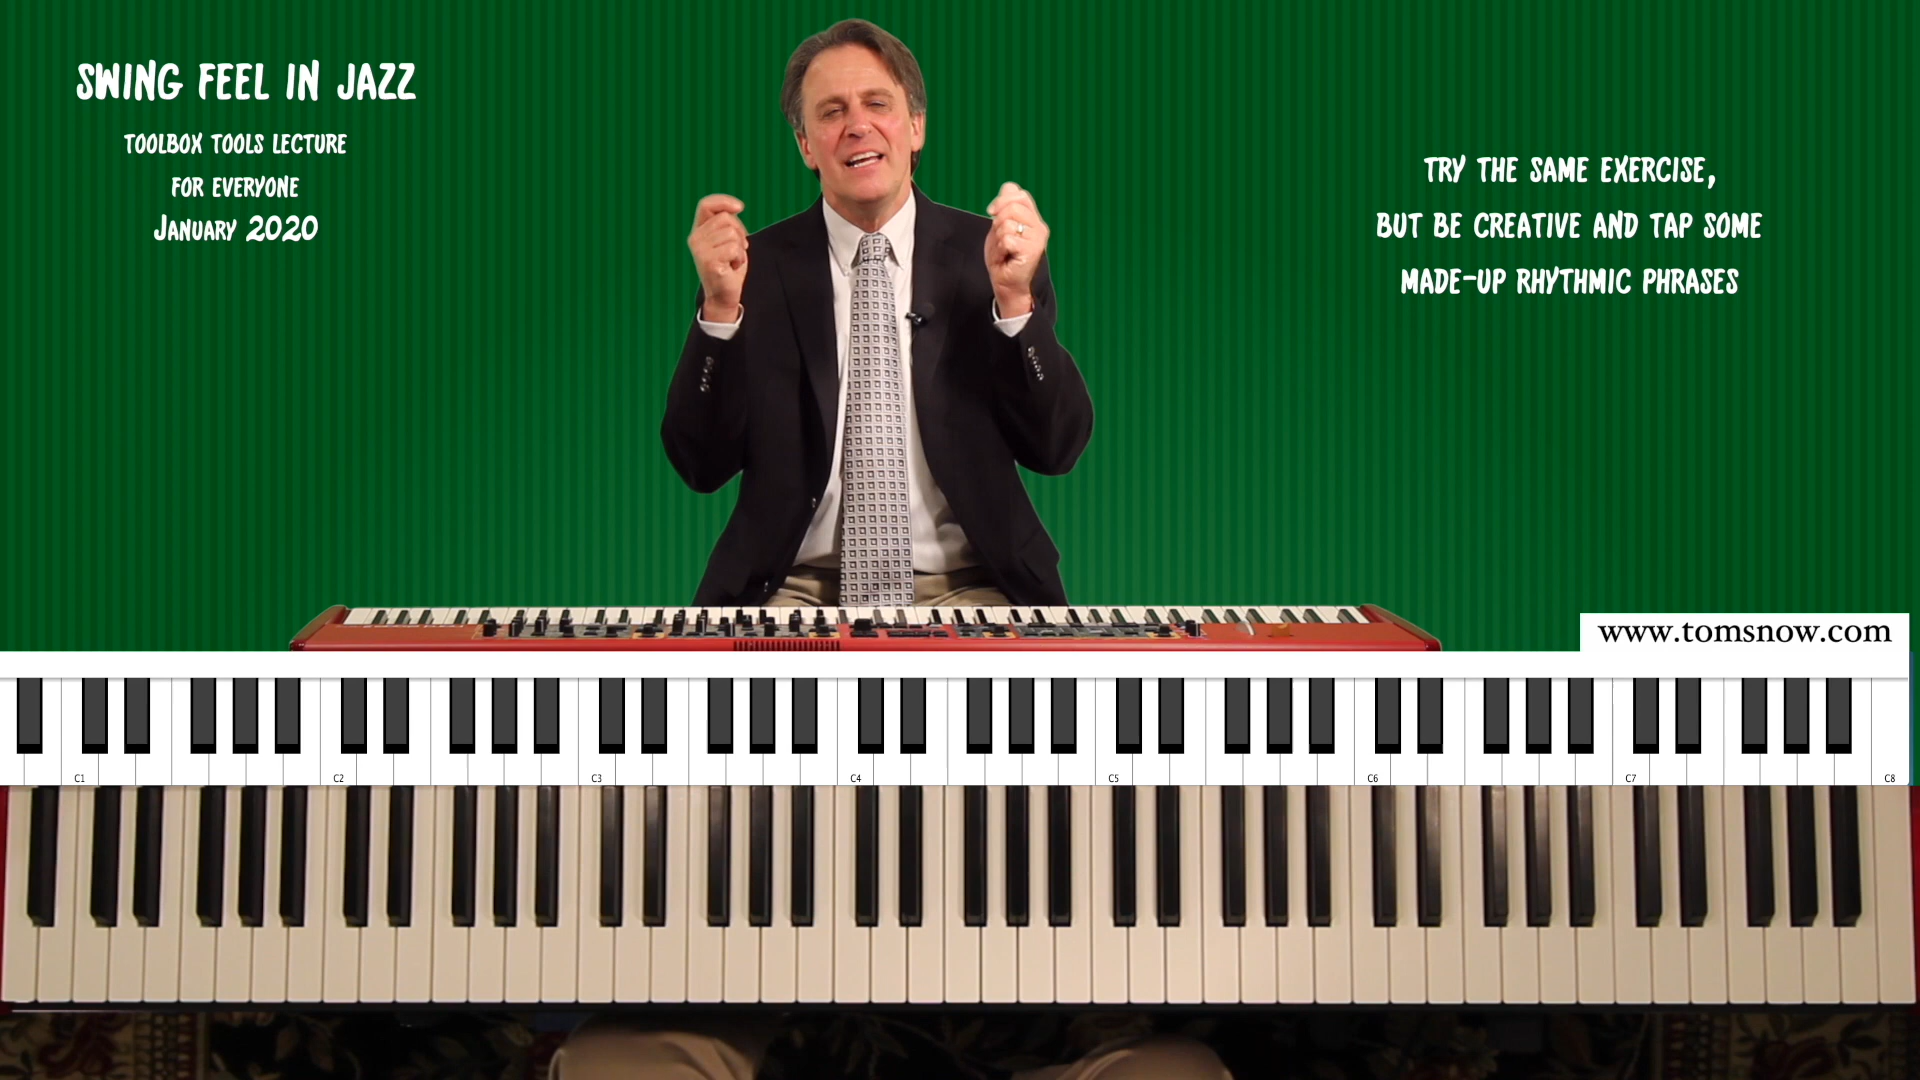 SWING FEEL IN JAZZ
TOOLBOX TOOLS LECTURE
FOR EVERYONE
JANUARY 2020
TRY THE SAME EXERCISE,
BUT BE CREATIVE AND TAP SOME
MADE-UP RHYTHMIC PHRASES
www.tomsnow.com
C1 C2 C3 C4 C5 C6 C7 C8